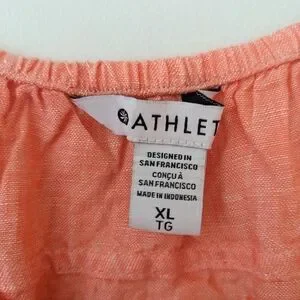 ATHLET
DESIGNED IN
SAN FRANCISCO
CONÇU À
SAN FRANCISCO
MADE IN INDONESIA
XL
TG